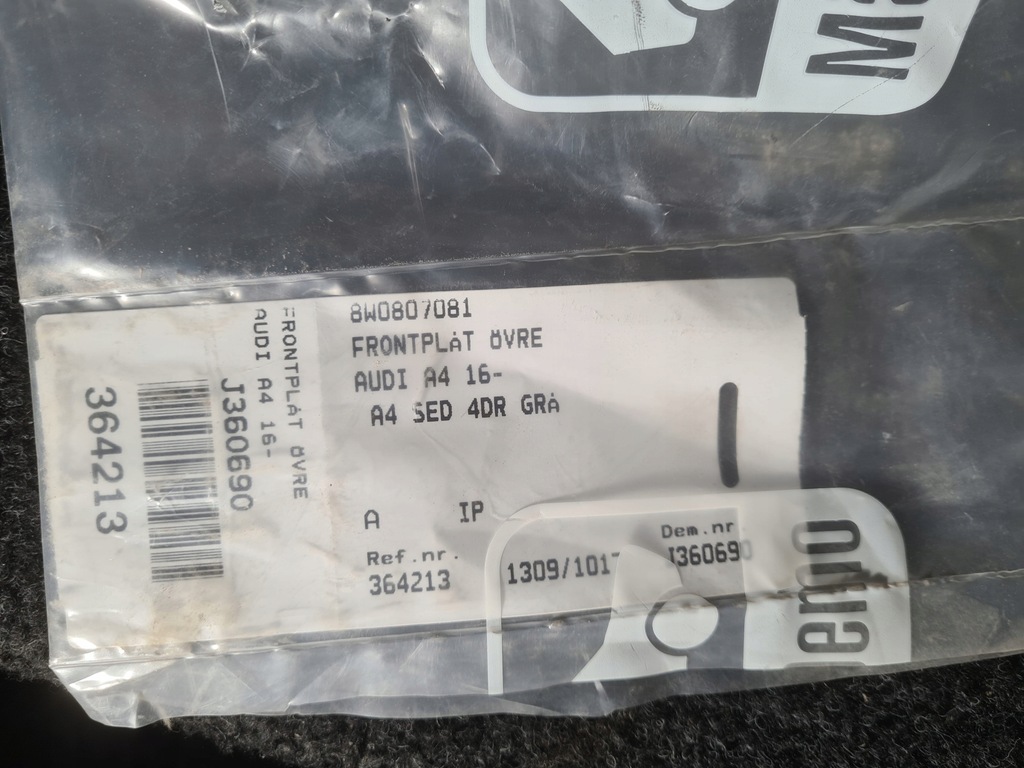 8W0807081
FRONTPLÅT ÖVRE
AUDI A4 16-
A4 SED 4DR GRÅ
A IP
Ref.nr.
364213
1309/1017
Dem.nr
I360690
FRONTPLÅT ÖVRE
AUDI A4 16-
J360690
364213